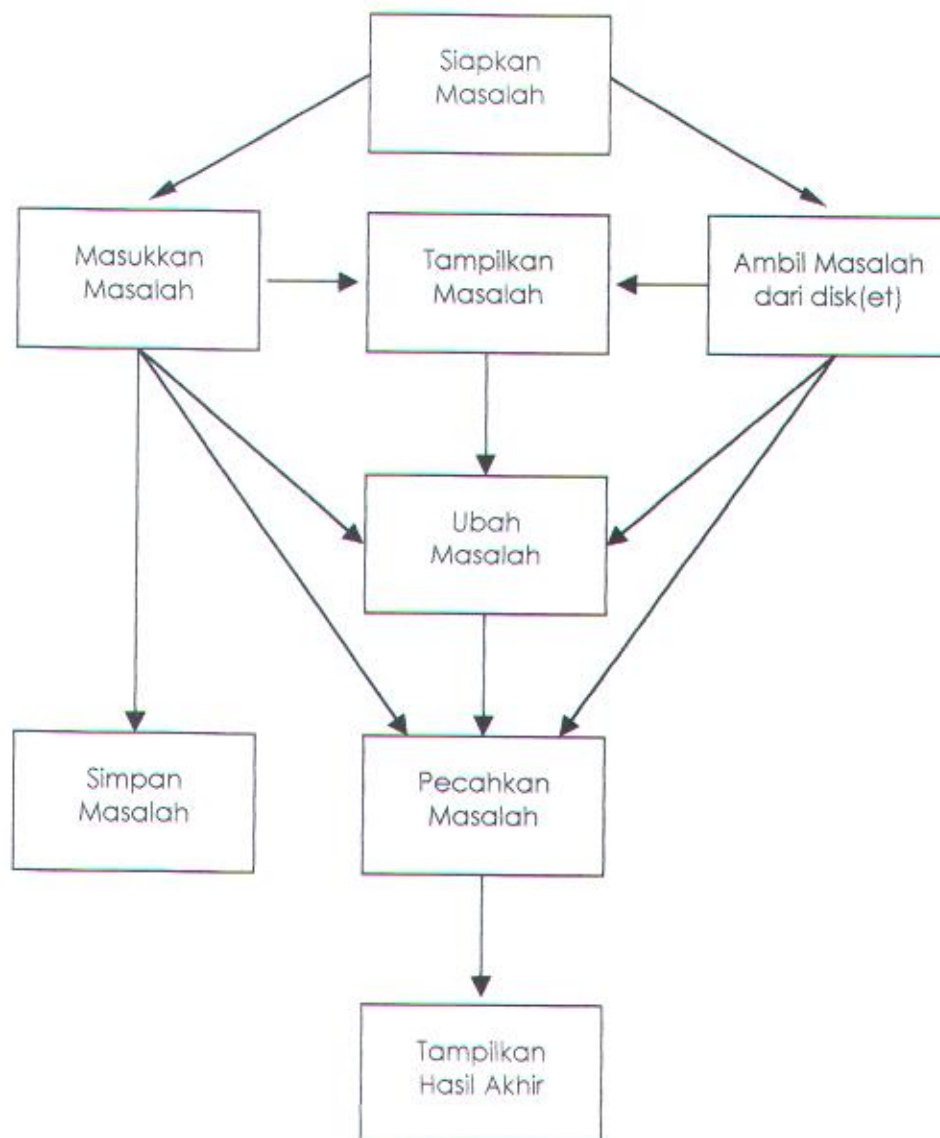 Siapkan
Masalah
Masukkan
Masalah
Tampilkan
Masalah
Ambil Masalah
dari disk(et)
Ubah
Masalah
Simpan
Masalah
Pecahkan
Masalah
Tampilkan
Hasil Akhir